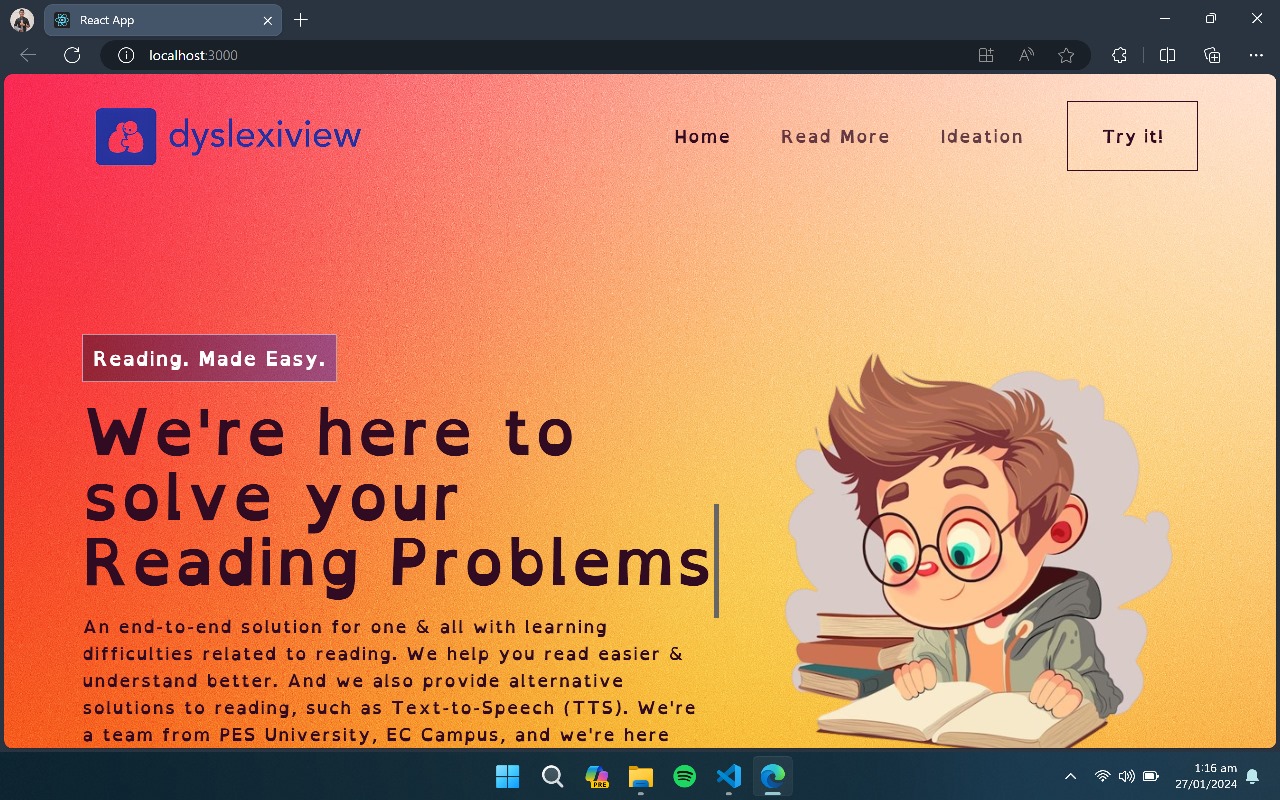 React App
localhost:3000
dyslexiview
Home Read More Ideation Try it!
Reading. Made Easy.
We're here to
solve your
Reading Problems
An end-to-end solution for one & all with learning
difficulties related to reading. We help you read easier &
understand better. And we also provide alternative
solutions to reading, such as Text-to-Speech (TTS). We're
a team from PES University, EC Campus, and we're here
PRE
1:16 am
27/01/2024